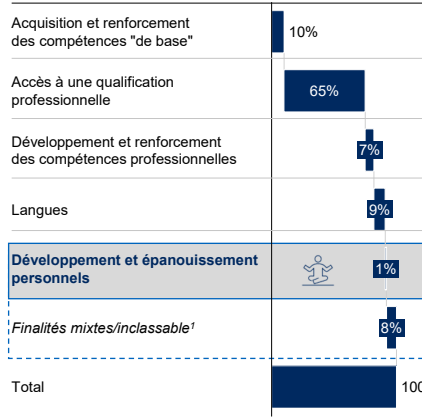 Acquisition et renforcement
des compétences "de base"
10%
Accès à une qualification
professionnelle
65%
Développement et renforcement
des compétences professionnelles
7%
Langues
9%
Développement et épanouissement
personnels
1%
Finalités mixtes/inclassable¹
8%
Total
100